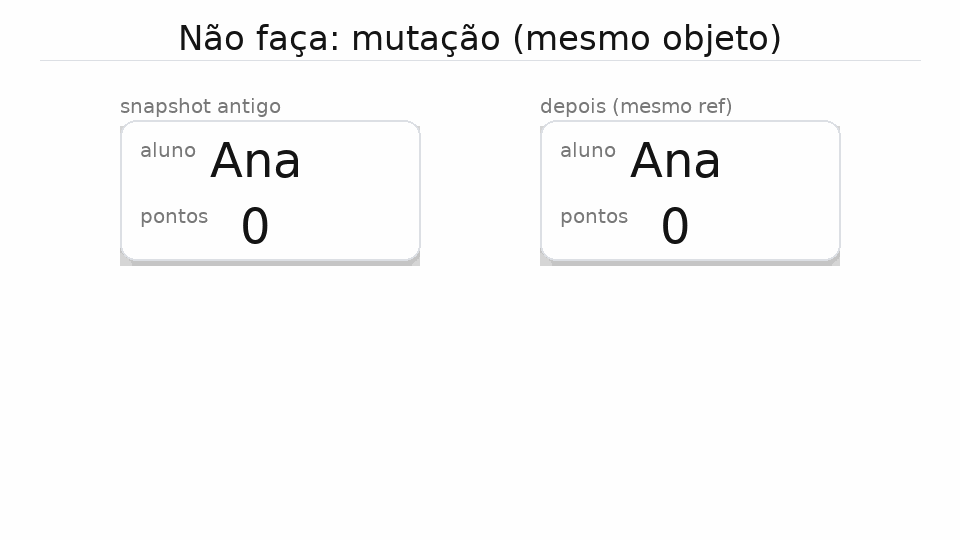 Não faça: mutação (mesmo objeto)
snapshot antigo
aluno Ana
pontos 0
depois (mesmo ref)
aluno Ana
pontos 0